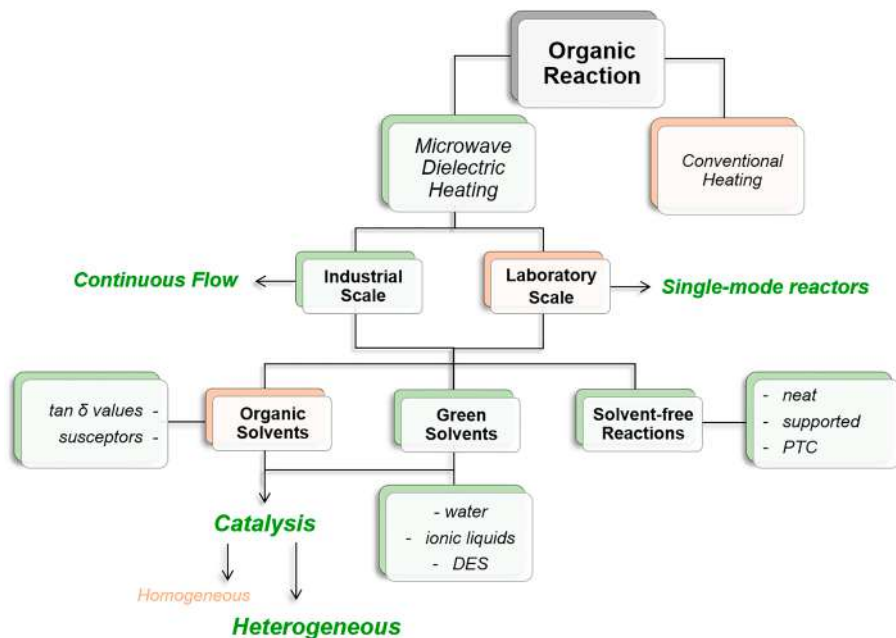 Organic
Reaction
Microwave
Dielectric
Heating
Conventional
Heating
Continuous Flow
Industrial
Scale
Laboratory
Scale
Single-mode reactors
tan δ values -
susceptors -
Organic
Solvents
Green
Solvents
Solvent-free
Reactions
- neat
- supported
- PTC
Catalysis
- water
- ionic liquids
- DES
Homogeneous
Heterogeneous